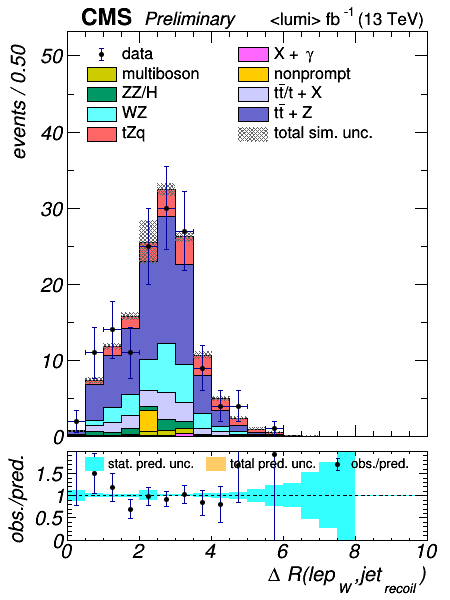 CMS Preliminary <lumi> fb⁻¹ (13 TeV)
events / 0.50
data
multiboson
ZZ/H
WZ
tZq
X + γ
nonprompt
tt̄/t + X
tt̄ + Z
total sim. unc.
50
40
30
20
10
0
obs./pred.
stat. pred. unc. total pred. unc. obs./pred.
1.5
1
0.5
0
0 2 4 6 8 10
Δ R(lep_W,jet_recoil)